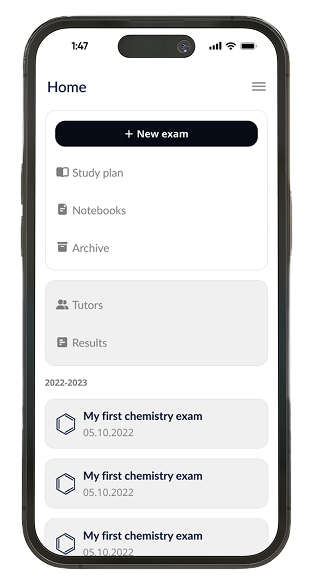 1:47
Home
+ New exam
Study plan
Notebooks
Archive
Tutors
Results
2022-2023
My first chemistry exam
05.10.2022
My first chemistry exam
05.10.2022
My first chemistry exam
05.10.2022